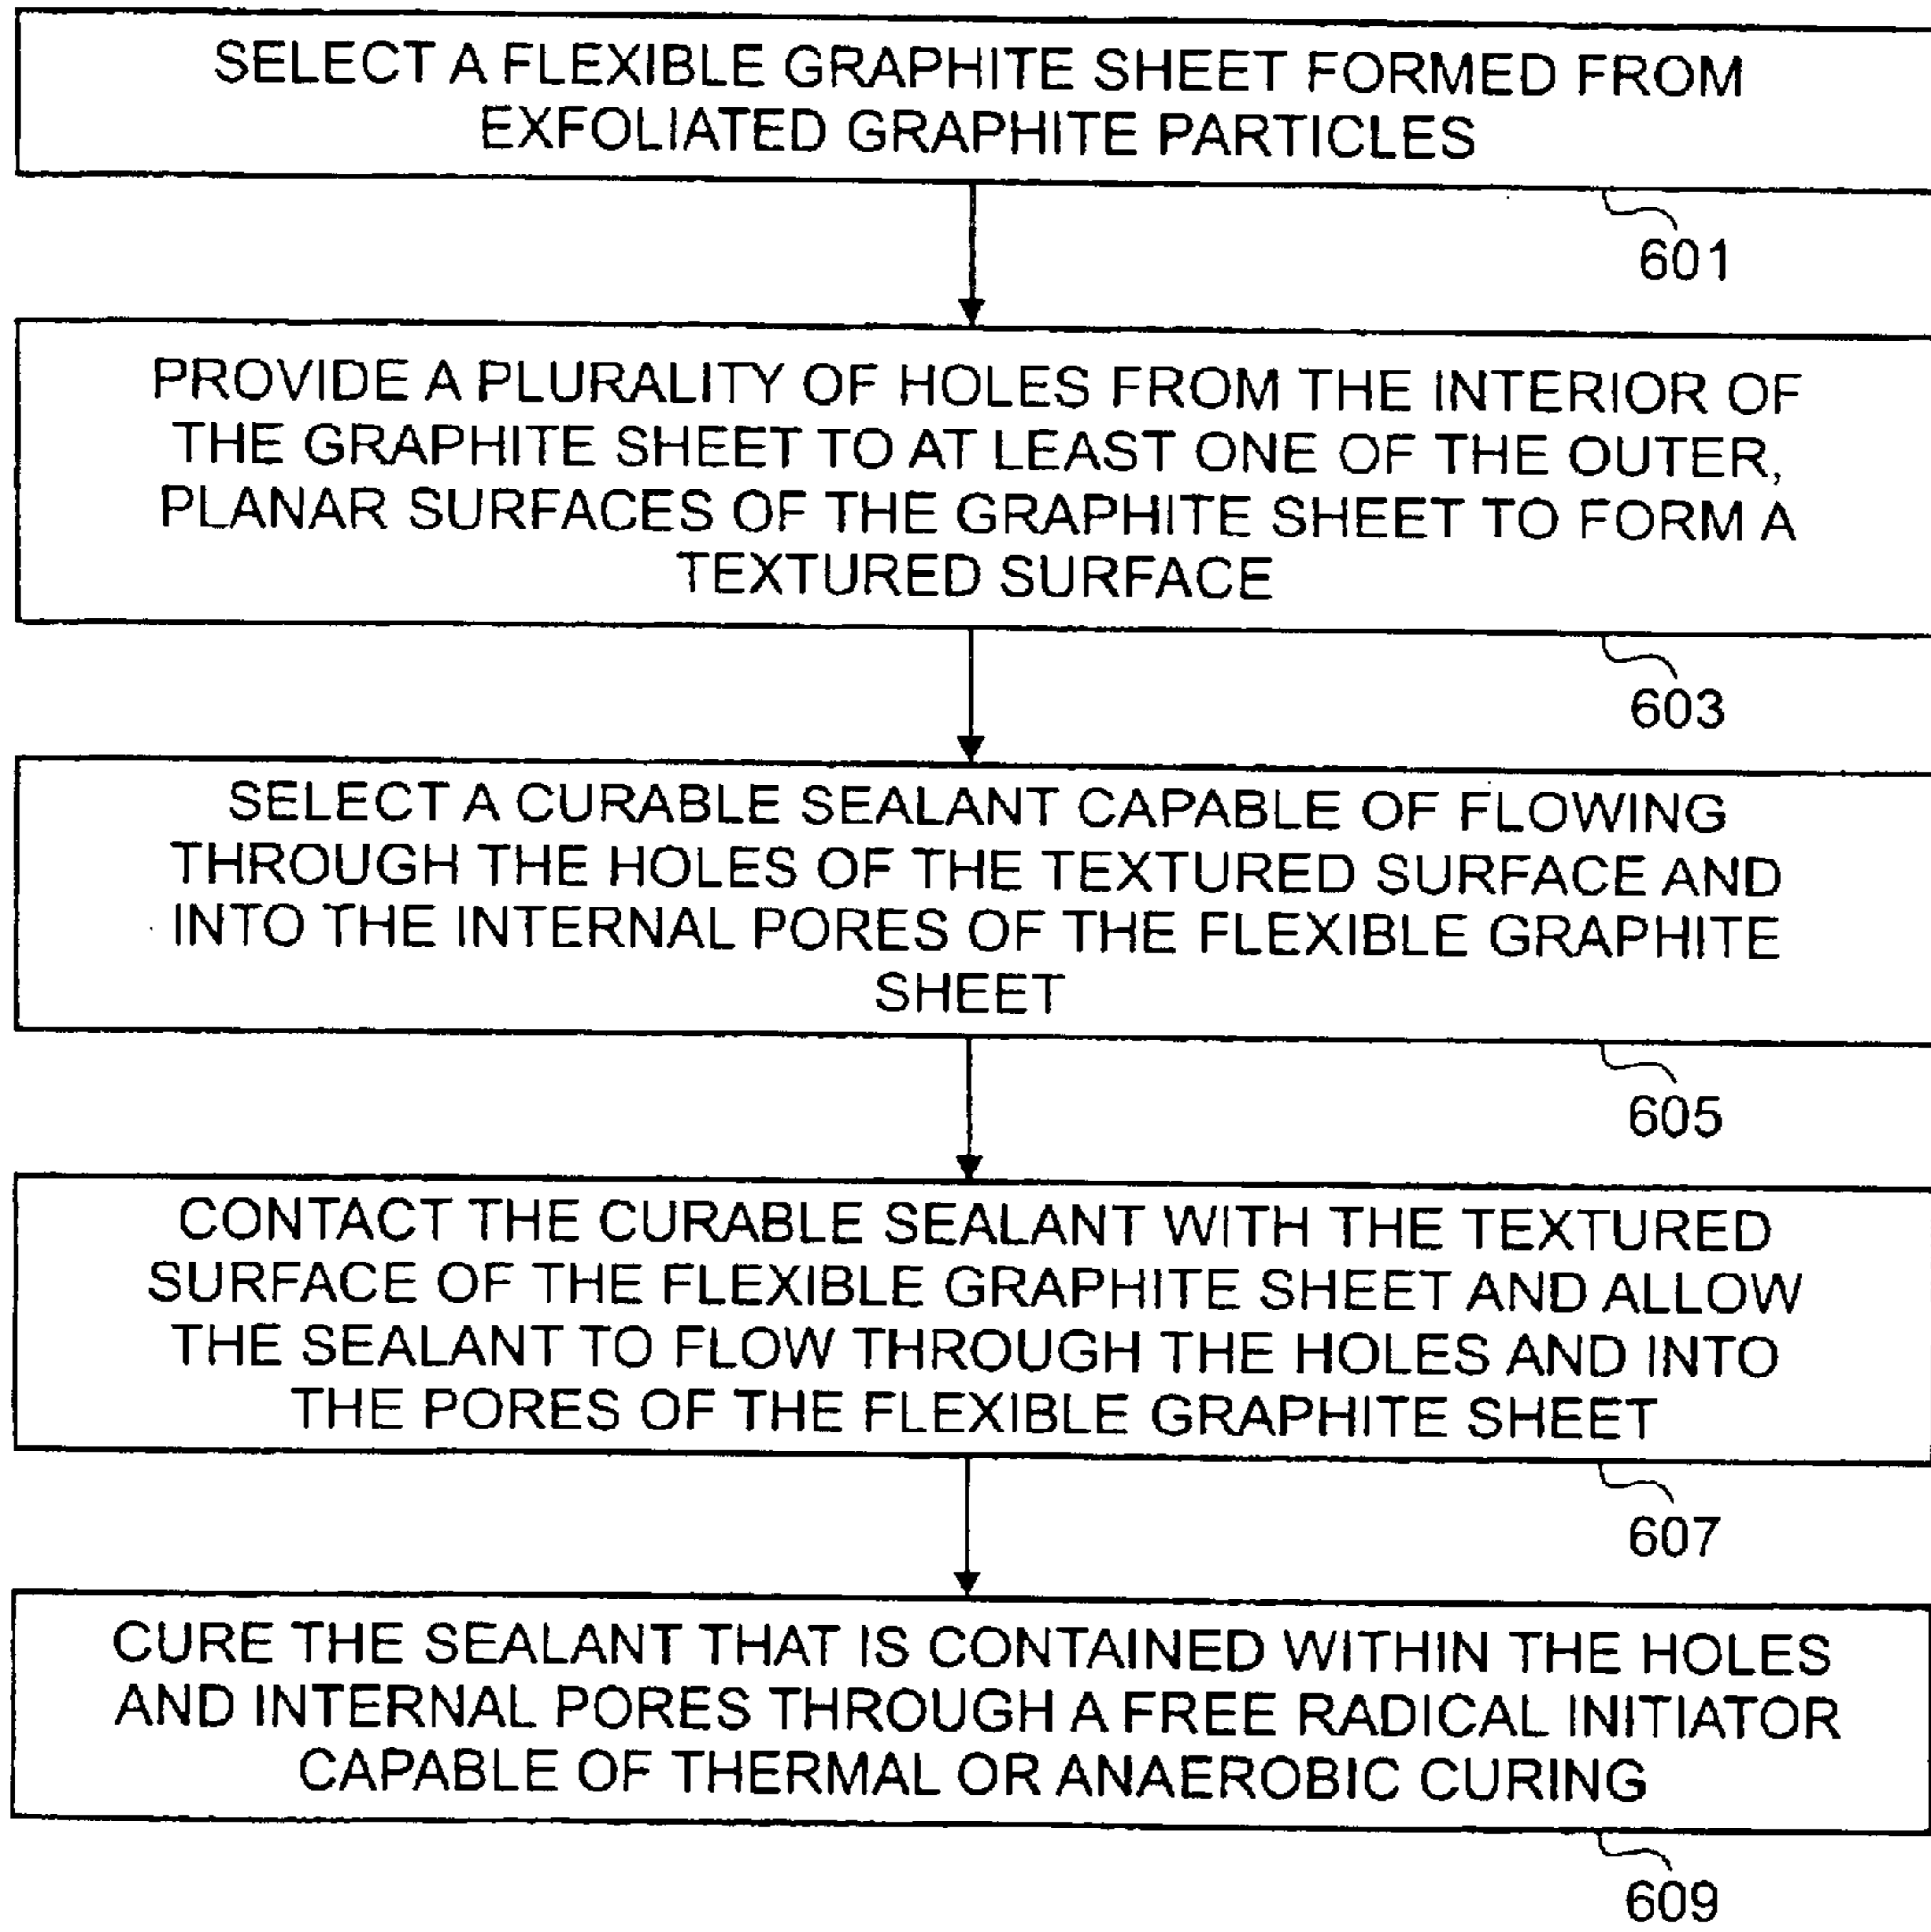 SELECT A FLEXIBLE GRAPHITE SHEET FORMED FROM
EXFOLIATED GRAPHITE PARTICLES
601
PROVIDE A PLURALITY OF HOLES FROM THE INTERIOR OF
THE GRAPHITE SHEET TO AT LEAST ONE OF THE OUTER,
PLANAR SURFACES OF THE GRAPHITE SHEET TO FORM A
TEXTURED SURFACE
603
SELECT A CURABLE SEALANT CAPABLE OF FLOWING
THROUGH THE HOLES OF THE TEXTURED SURFACE AND
INTO THE INTERNAL PORES OF THE FLEXIBLE GRAPHITE
SHEET
605
CONTACT THE CURABLE SEALANT WITH THE TEXTURED
SURFACE OF THE FLEXIBLE GRAPHITE SHEET AND ALLOW
THE SEALANT TO FLOW THROUGH THE HOLES AND INTO
THE PORES OF THE FLEXIBLE GRAPHITE SHEET
607
CURE THE SEALANT THAT IS CONTAINED WITHIN THE HOLES
AND INTERNAL PORES THROUGH A FREE RADICAL INITIATOR
CAPABLE OF THERMAL OR ANAEROBIC CURING
609